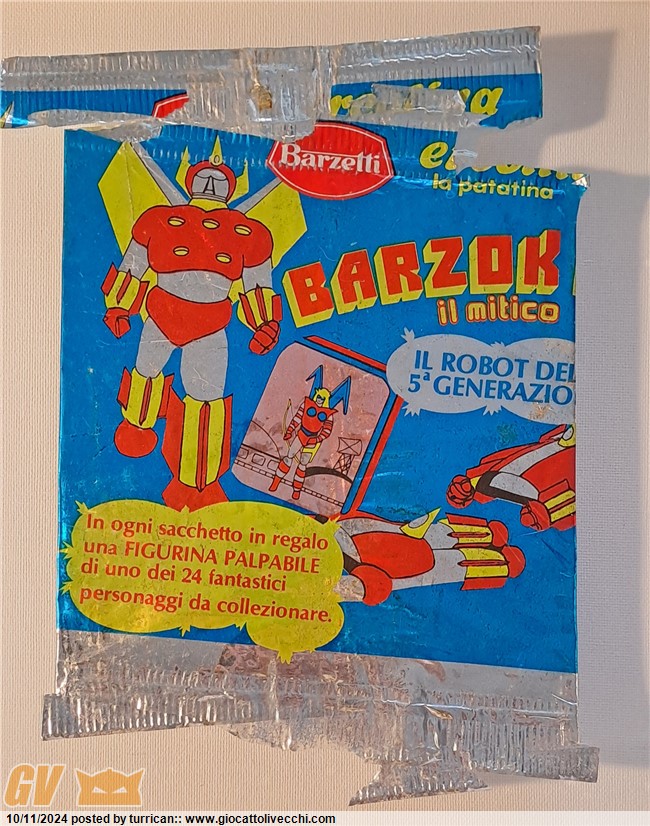 Barzetti
la patatina
BARZOK
il mitico
IL ROBOT DEL
5ª GENERAZIO
In ogni sacchetto in regalo
una FIGURINA PALPABILE
di uno dei 24 fantastici
personaggi da collezionare.
GV
10/11/2024 posted by turrican:: www.giocattolivecchi.com